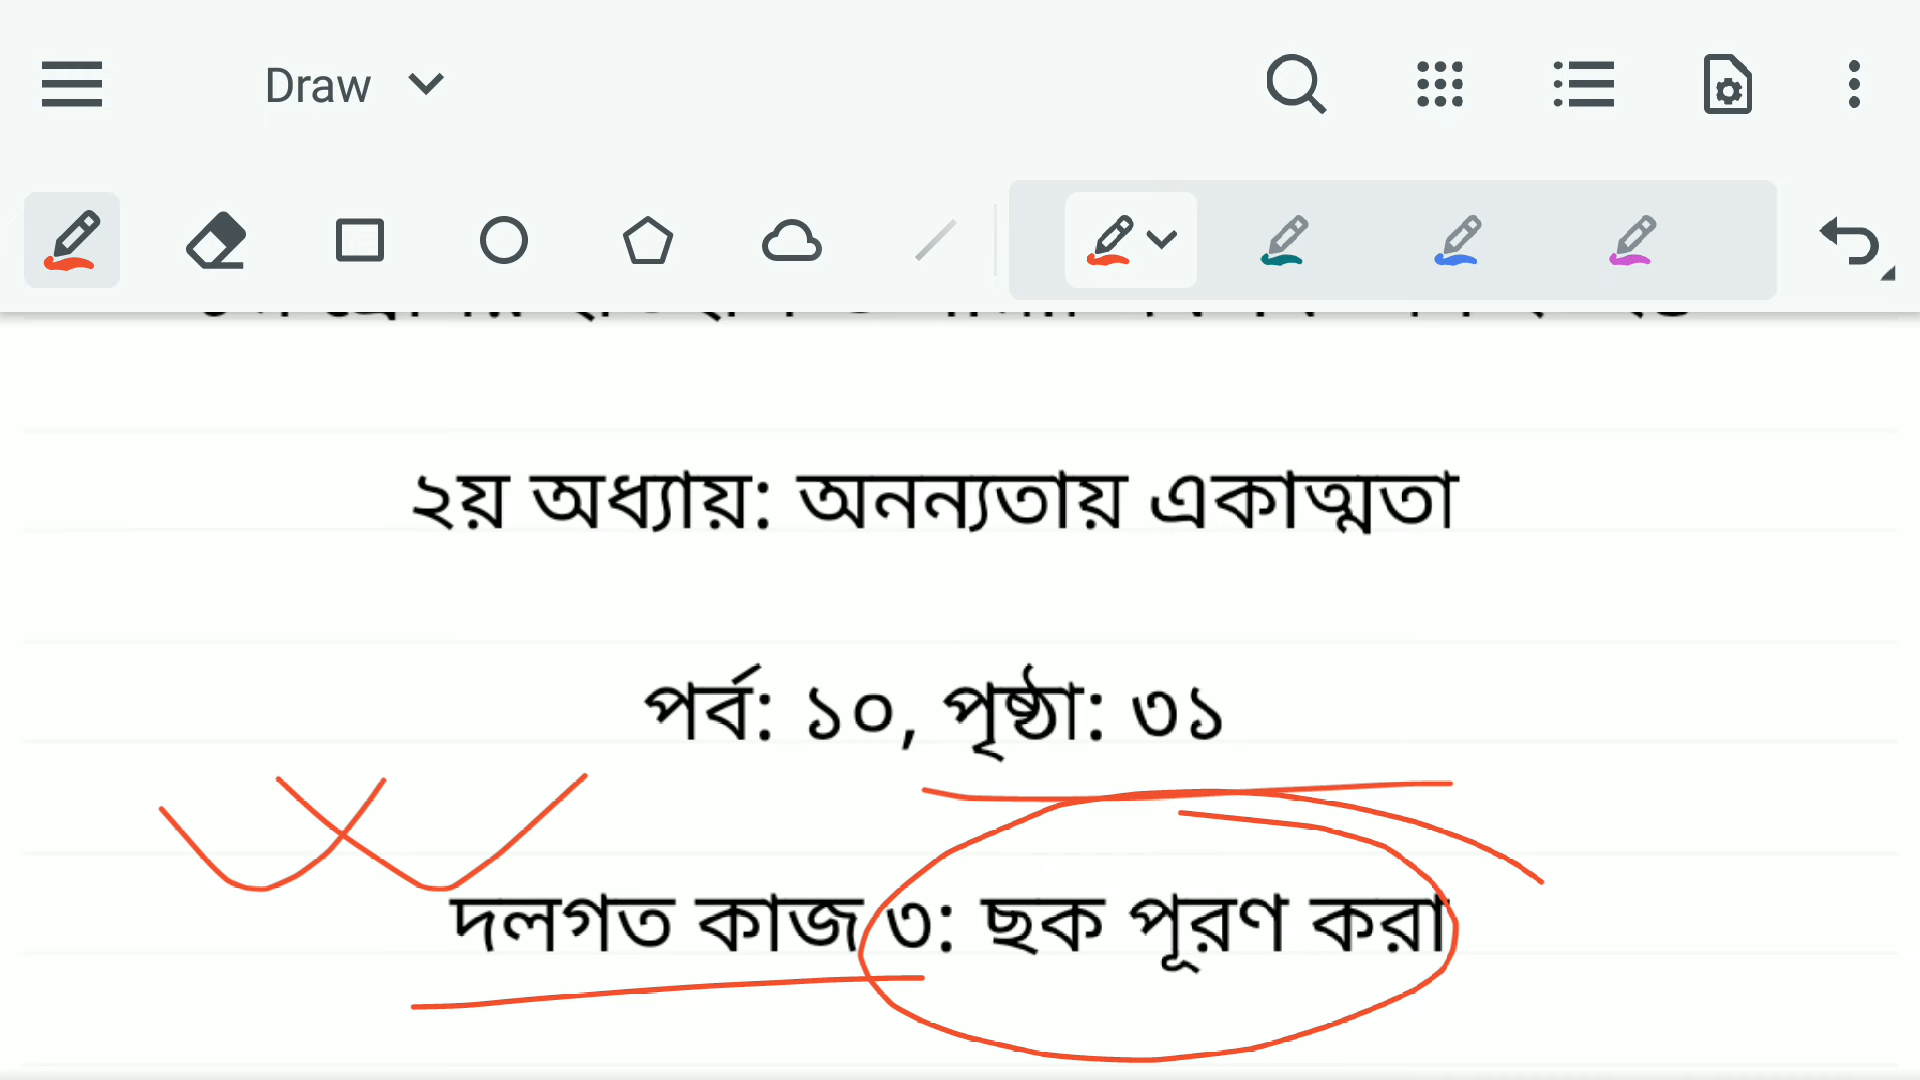 Draw
২য় অধ্যায়: অনন্যতায় একাত্মতা
পর্ব: ১০, পৃষ্ঠা: ৩১
দলগত কাজ ৩: ছক পূরণ করা